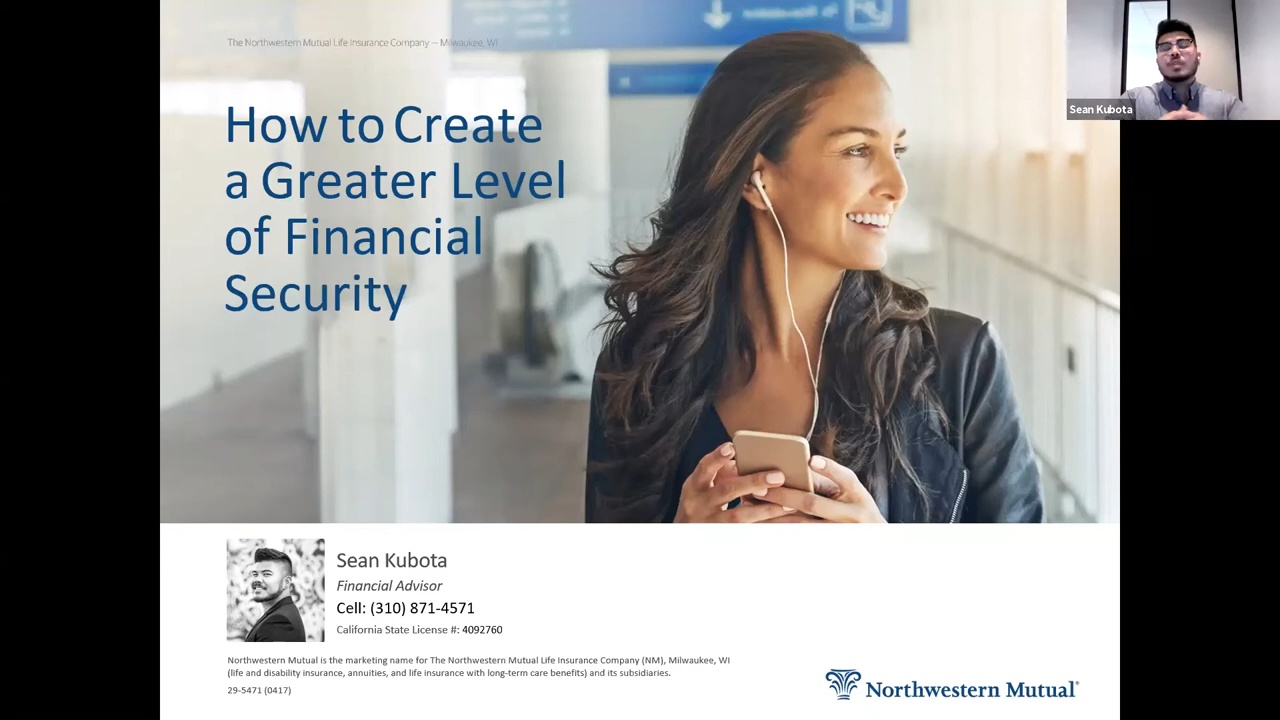 The Northwestern Mutual Life Insurance Company – Milwaukee, WI
How to Create
a Greater Level
of Financial
Security
Sean Kubota
Sean Kubota
Financial Advisor
Cell: (310) 871-4571
California State License #: 4092760
Northwestern Mutual is the marketing name for The Northwestern Mutual Life Insurance Company (NM), Milwaukee, WI
(life and disability insurance, annuities, and life insurance with long-term care benefits) and its subsidiaries.
29-5471 (0417)
Northwestern Mutual®